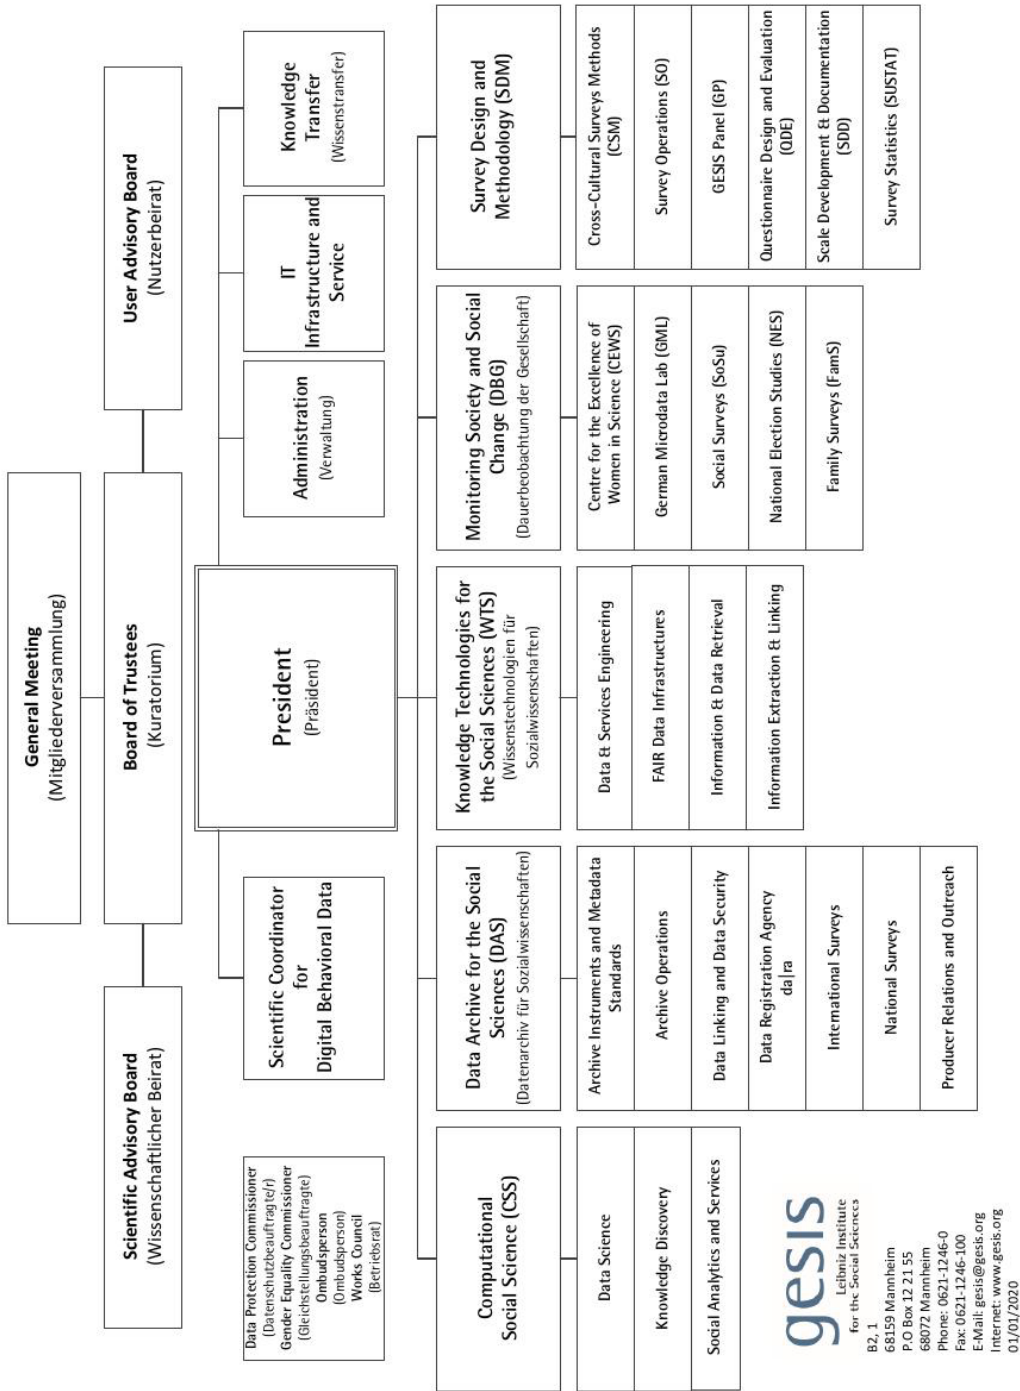 General Meeting
(Mitgliederversammlung)
Scientific Advisory Board
(Wissenschaftlicher Beirat)
Board of Trustees
(Kuratorium)
User Advisory Board
(Nutzerbeirat)
Data Protection Commissioner
(Datenschutzbeauftragte/r)
Gender Equality Commissioner
(Gleichstellungsbeauftragte)
Ombudsperson
(Ombudsperson)
Works Council
(Betriebsrat)
Scientific Coordinator
for
Digital Behavioral Data
President
(Präsident)
Administration
(Verwaltung)
IT
Infrastructure and
Service
Knowledge
Transfer
(Wissenstransfer)
Computational
Social Science (CSS)
Data Science
Knowledge Discovery
Social Analytics and Services
Data Archive for the Social
Sciences (DAS)
(Datenarchiv für Sozialwissenschaften)
Archive Instruments and Metadata
Standards
Archive Operations
Data Linking and Data Security
Data Registration Agency
da|ra
International Surveys
National Surveys
Producer Relations and Outreach
Knowledge Technologies for
the Social Sciences (WTS)
(Wissenstechnologien für
Sozialwissenschaften)
Data & Services Engineering
FAIR Data Infrastructures
Information & Data Retrieval
Information Extraction & Linking
Monitoring Society and Social
Change (DBG)
(Dauerbeobachtung der Gesellschaft)
Centre for the Excellence of
Women in Science (CEWS)
German Microdata Lab (GML)
Social Surveys (SoSu)
National Election Studies (NES)
Family Surveys (FamS)
Survey Design and
Methodology (SDM)
Cross-Cultural Surveys Methods
(CSM)
Survey Operations (SO)
GESIS Panel (GP)
Questionnaire Design and Evaluation
(QDE)
Scale Development & Documentation
(SDD)
Survey Statistics (SUSTAT)
gesis
Leibniz Institute
for the Social Sciences
B2, 1
68159 Mannheim
P.O Box 12 21 55
68072 Mannheim
Phone: 0621-1246-0
Fax: 0621-1246-100
E-Mail: gesis@gesis.org
Internet: www.gesis.org
01/01/2020